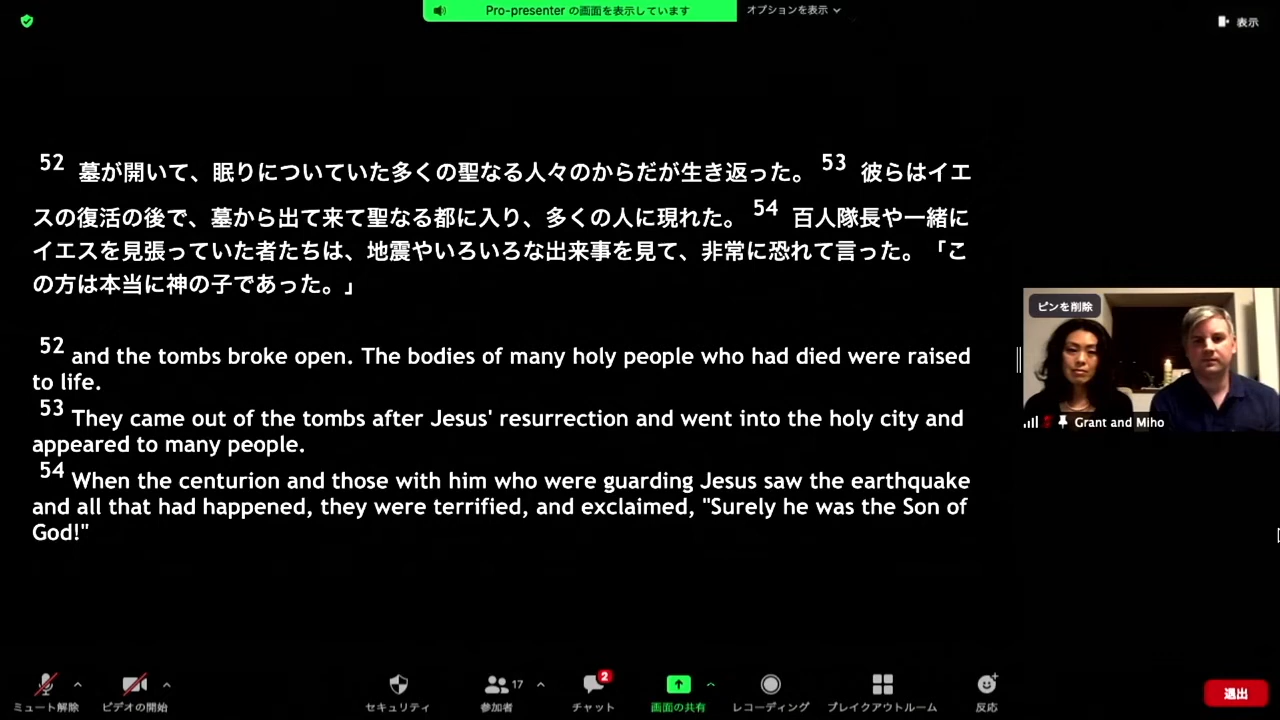 Pro-presenter の画面を表示しています
オプションを表示
表示
52 墓が開いて、眠りについていた多くの聖なる人々のからだが生き返った。 53 彼らはイエ
スの復活の後で、墓から出て来て聖なる都に入り、多くの人に現れた。 54 百人隊長や一緒に
イエスを見張っていた者たちは、地震やいろいろな出来事を見て、非常に恐れて言った。「こ
の方は本当に神の子であった。」
52 and the tombs broke open. The bodies of many holy people who had died were raised
to life.
53 They came out of the tombs after Jesus' resurrection and went into the holy city and
appeared to many people.
54 When the centurion and those with him who were guarding Jesus saw the earthquake
and all that had happened, they were terrified, and exclaimed, "Surely he was the Son of
God!"
ピンを削除
Grant and Miho
ミュート解除
ビデオの開始
セキュリティ
17
参加者
2
チャット
画面の共有
レコーディング
ブレイクアウトルーム
反応
退出